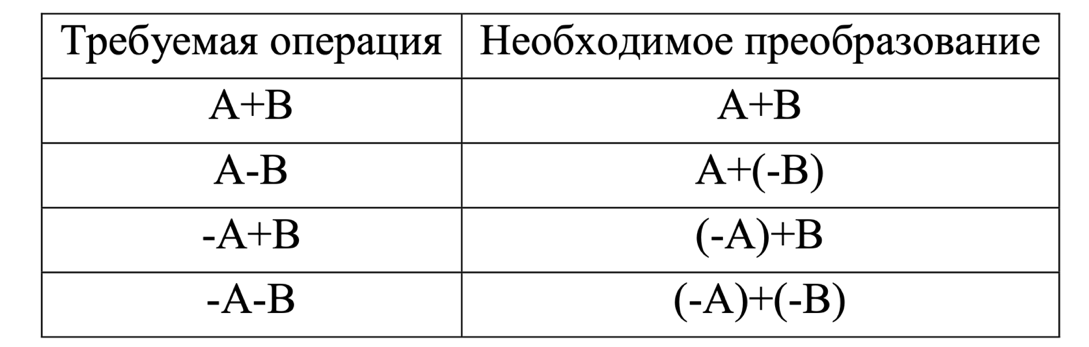 Требуемая операция Необходимое преобразование
A+B A+B
A-B A+(-B)
-A+B (-A)+B
-A-B (-A)+(-B)